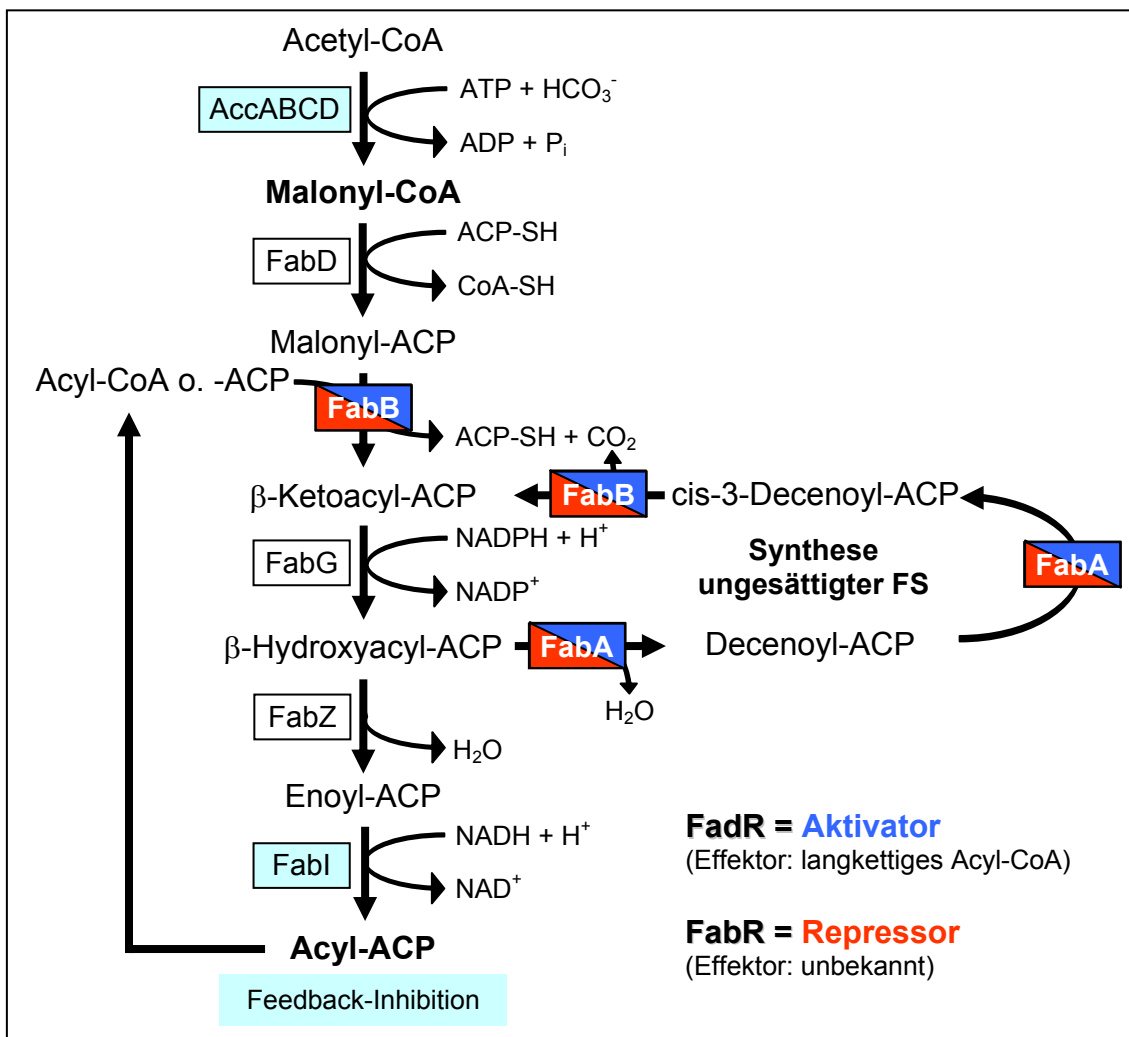 Acetyl-CoA
AccABCD
ATP + HCO₃⁻
ADP + Pᵢ
Malonyl-CoA
FabD
ACP-SH
CoA-SH
Malonyl-ACP
Acyl-CoA o. -ACP
FabB
ACP-SH + CO₂
β-Ketoacyl-ACP
FabB
cis-3-Decenoyl-ACP
FabG
NADPH + H⁺
NADP⁺
Synthese
ungesättigter FS
FabA
β-Hydroxyacyl-ACP
FabA
Decenoyl-ACP
H₂O
FabZ
H₂O
Enoyl-ACP
FabI
NADH + H⁺
NAD⁺
Acyl-ACP
Feedback-Inhibition
FadR = Aktivator
(Effektor: langkettiges Acyl-CoA)
FabR = Repressor
(Effektor: unbekannt)